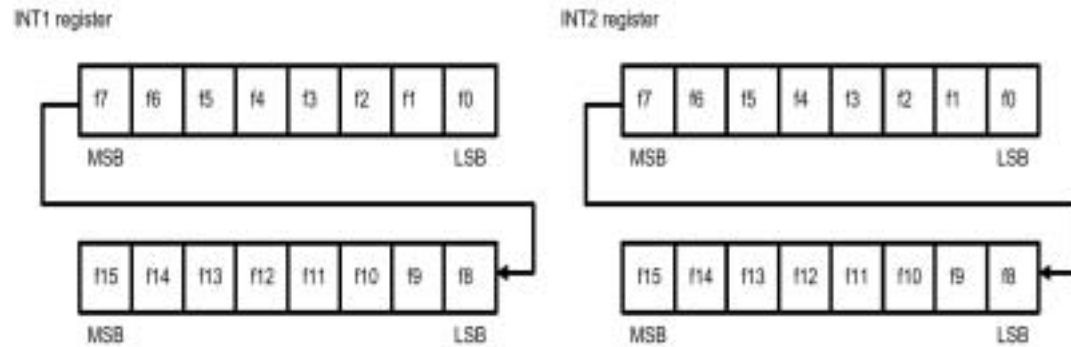 INT1 register
f7 f6 f5 f4 f3 f2 f1 f0
MSB LSB
f15 f14 f13 f12 f11 f10 f9 f8
MSB LSB
INT2 register
f7 f6 f5 f4 f3 f2 f1 f0
MSB LSB
f15 f14 f13 f12 f11 f10 f9 f8
MSB LSB